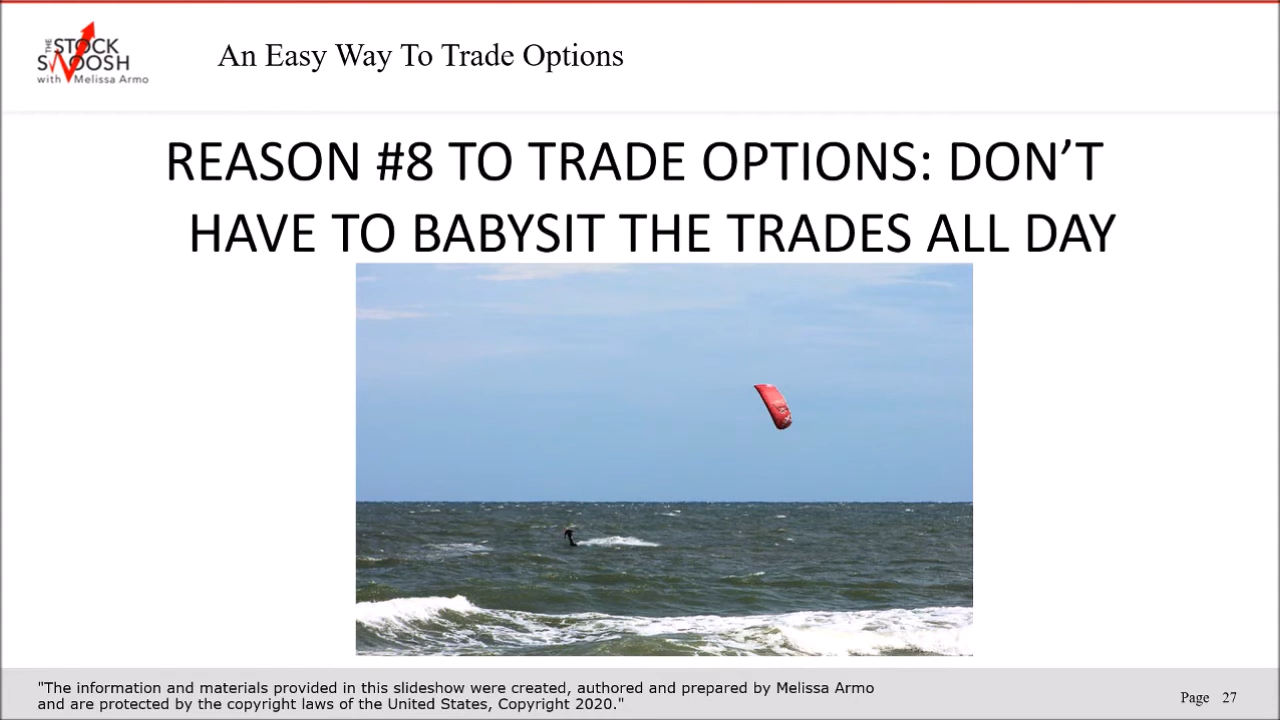 THE
STOCK
SWOOSH
with Melissa Armo
An Easy Way To Trade Options
REASON #8 TO TRADE OPTIONS: DON’T
HAVE TO BABYSIT THE TRADES ALL DAY
"The information and materials provided in this slideshow were created, authored and prepared by Melissa Armo
and are protected by the copyright laws of the United States, Copyright 2020."
Page 27